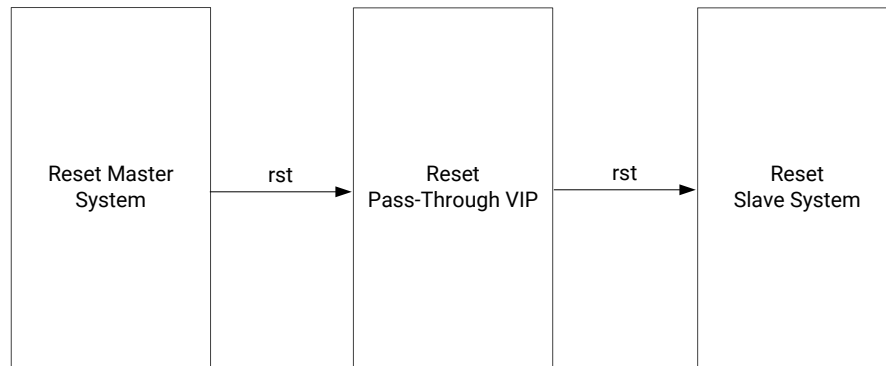 Reset Master
System
rst
Reset
Pass-Through VIP
rst
Reset
Slave System